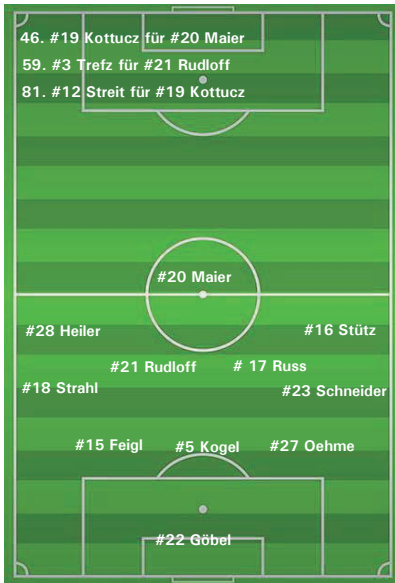 46. #19 Kottucz für #20 Maier
59. #3 Trefz für #21 Rudloff
81. #12 Streit für #19 Kottucz
#20 Maier
#28 Heiler
#16 Stütz
#21 Rudloff
# 17 Russ
#18 Strahl
#23 Schneider
#15 Feigl
#5 Kogel
#27 Oehme
#22 Göbel